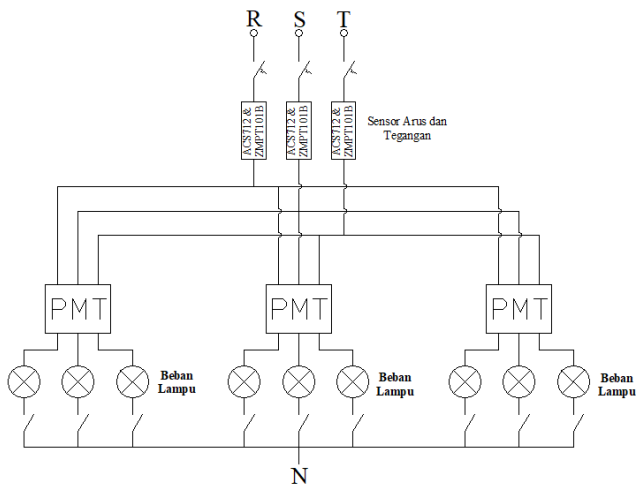 R S T
ACS712 &
ZMPT101B
ACS712 &
ZMPT101B
ACS712 &
ZMPT101B
Sensor Arus dan
Tegangan
PMT PMT PMT
Beban
Lampu
Beban
Lampu
Beban
Lampu
N